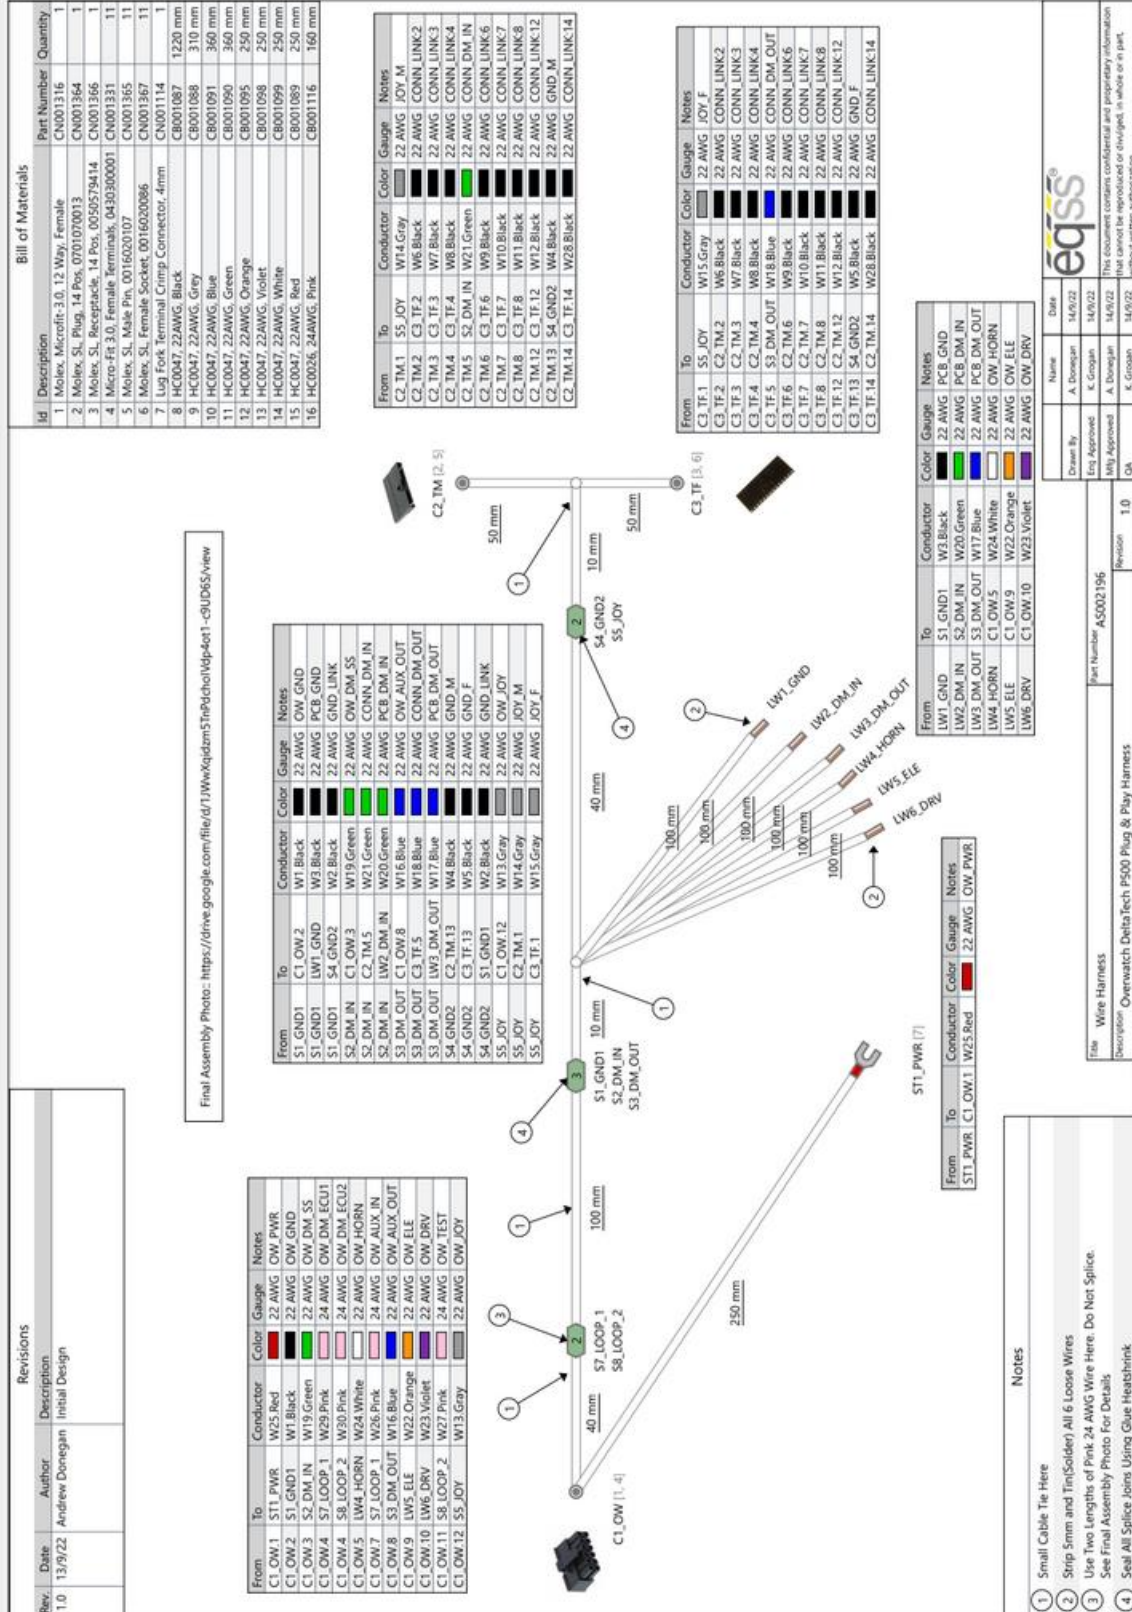 Revisions
Rev. Date Author Description
1.0 13/9/22 Andrew Donegan Initial Design
Final Assembly Photo:: https://drive.google.com/file/d/
Bill of Materials
Id Description Part Number Quantity
1 Molex, Microfit-3.0, 12 Way, Female CN001316 1
2 Molex, SL, Plug, 14 Pos, 0701070013 CN001364 1
3 Molex, SL, Receptacle, 14 Pos, 0050579414 CN001366 1
4 Micro-Fit 3.0, Female Terminals, 0430300001 CN001331 11
5 Molex, SL, Male Pin, 0016020107 CN001365 11
6 Molex, SL, Female Socket, 0016020086 CN001367 11
7 Lug Fork Terminal Crimp Connector, 4mm CN001114 1
8 HC0047, 22AWG, Black CB001087 1220 mm
9 HC0047, 22AWG, Grey CB001088 310 mm
10 HC0047, 22AWG, Blue CB001091 360 mm
11 HC0047, 22AWG, Green CB001090 360 mm
12 HC0047, 22AWG, Orange CB001095 250 mm
13 HC0047, 22AWG, Violet CB001098 250 mm
14 HC0047, 22AWG, White CB001099 250 mm
15 HC0047, 22AWG, Red CB001089 250 mm
16 HC0026, 24AWG, Pink CB001116 160 mm
From To Conductor Color Gauge Notes
C1_OW.1 ST1_PWR W25.Red 22 AWG OW_PWR
C1_OW.2 S1_GND1 W1.Black 22 AWG OW_GND
C1_OW.3 S2_DM_IN W19.Green 22 AWG OW_DM_SS
C1_OW.4 S7_LOOP_1 W29.Pink 24 AWG OW_DM_ECU1
C1_OW.4 S8_LOOP_2 W30.Pink 24 AWG OW_DM_ECU2
C1_OW.5 LW4_HORN W24.White 22 AWG OW_HORN
C1_OW.7 S7_LOOP_1 W26.Pink 24 AWG OW_AUX_IN
C1_OW.8 S3_DM_OUT W16.Blue 22 AWG OW_AUX_OUT
C1_OW.9 LW5_ELE W22.Orange 22 AWG OW_ELE
C1_OW.10 LW6_DRV W23.Violet 22 AWG OW_DRV
C1_OW.11 S8_LOOP_2 W27.Pink 24 AWG OW_TEST
C1_OW.12 S5_JOY W13.Gray 22 AWG OW_JOY
From To Conductor Color Gauge Notes
S1_GND1 C1_OW.2 W1.Black 22 AWG OW_GND
S1_GND1 LW1_GND W3.Black 22 AWG PCB_GND
S1_GND1 S4_GND2 W2.Black 22 AWG GND_LINK
S2_DM_IN C1_OW.3 W19.Green 22 AWG OW_DM_SS
S2_DM_IN C2_TM.5 W21.Green 22 AWG CONN_DM_IN
S2_DM_IN LW2_DM_IN W20.Green 22 AWG PCB_DM_IN
S3_DM_OUT C1_OW.8 W16.Blue 22 AWG OW_AUX_OUT
S3_DM_OUT C3_TF.5 W18.Blue 22 AWG CONN_DM_OUT
S3_DM_OUT LW3_DM_OUT W17.Blue 22 AWG PCB_DM_OUT
S4_GND2 C2_TM.13 W4.Black 22 AWG GND_M
S4_GND2 C3_TF.13 W5.Black 22 AWG GND_F
S4_GND2 S1_GND1 W2.Black 22 AWG GND_LINK
S5_JOY C1_OW.12 W13.Gray 22 AWG OW_JOY
S5_JOY C2_TM.1 W14.Gray 22 AWG JOY_M
S5_JOY C3_TF.1 W15.Gray 22 AWG JOY_F
From To Conductor Color Gauge Notes
C2_TM.1 S5_JOY W14.Gray 22 AWG JOY_M
C2_TM.2 C3_TF.2 W6.Black 22 AWG CONN_LINK:2
C2_TM.3 C3_TF.3 W7.Black 22 AWG CONN_LINK:3
C2_TM.4 C3_TF.4 W8.Black 22 AWG CONN_LINK:4
C2_TM.5 S2_DM_IN W21.Green 22 AWG CONN_DM_IN
C2_TM.6 C3_TF.6 W9.Black 22 AWG CONN_LINK:6
C2_TM.7 C3_TF.7 W10.Black 22 AWG CONN_LINK:7
C2_TM.8 C3_TF.8 W11.Black 22 AWG CONN_LINK:8
C2_TM.12 C3_TF.12 W12.Black 22 AWG CONN_LINK:12
C2_TM.13 S4_GND2 W4.Black 22 AWG GND_M
C2_TM.14 C3_TF.14 W28.Black 22 AWG CONN_LINK:14
C2_TM [2, 5]
50 mm
1
3
1
4
1
2
2
3
2
40 mm
100 mm
10 mm
40 mm
10 mm
50 mm
C1_OW [1, 4]
S7_LOOP_1
S8_LOOP_2
S1_GND1
S2_DM_IN
S3_DM_OUT
S4_GND2
S5_JOY
C3_TF [3, 6]
1
4
250 mm
100 mm
100 mm
100 mm
100 mm
100 mm
100 mm
LW1_GND
LW2_DM_IN
LW3_DM_OUT
LW4_HORN
LW5_ELE
LW6_DRV
2
ST1_PWR [7]
From To Conductor Color Gauge Notes
C3_TF.1 S5_JOY W15.Gray 22 AWG JOY_F
C3_TF.2 C2_TM.2 W6.Black 22 AWG CONN_LINK:2
C3_TF.3 C2_TM.3 W7.Black 22 AWG CONN_LINK:3
C3_TF.4 C2_TM.4 W8.Black 22 AWG CONN_LINK:4
C3_TF.5 S3_DM_OUT W18.Blue 22 AWG CONN_DM_OUT
C3_TF.6 C2_TM.6 W9.Black 22 AWG CONN_LINK:6
C3_TF.7 C2_TM.7 W10.Black 22 AWG CONN_LINK:7
C3_TF.8 C2_TM.8 W11.Black 22 AWG CONN_LINK:8
C3_TF.12 C2_TM.12 W12.Black 22 AWG CONN_LINK:12
C3_TF.13 S4_GND2 W5.Black 22 AWG GND_F
C3_TF.14 C2_TM.14 W28.Black 22 AWG CONN_LINK:14
From To Conductor Color Gauge Notes
ST1_PWR C1_OW.1 W25.Red 22 AWG OW_PWR
From To Conductor Color Gauge Notes
LW1_GND S1_GND1 W3.Black 22 AWG PCB_GND
LW2_DM_IN S2_DM_IN W20.Green 22 AWG PCB_DM_IN
LW3_DM_OUT S3_DM_OUT W17.Blue 22 AWG PCB_DM_OUT
LW4_HORN C1_OW.5 W24.White 22 AWG OW_HORN
LW5_ELE C1_OW.9 W22.Orange 22 AWG OW_ELE
LW6_DRV C1_OW.10 W23.Violet 22 AWG OW_DRV
Notes
1 Small Cable Tie Here
2 Strip 5mm and Tin(Solder) All 6 Loose Wires
3 Use Two Lengths of Pink 24 AWG Wire Here. Do Not Splice.
See Final Assembly Photo For Details
4 Seal All Splice Joins Using Glue Heatshrink
Title Wire Harness
Part Number AS002196
Description Overwatch DeltaTech P500 Plug & Play Harness
Revision 1.0
Name Date
Drawn By A. Donegan 14/9/22
Eng Approved K. Grogan 14/9/22
Mfg Approved A. Donegan 14/9/22
QA K. Grogan 14/9/22
eqss
This document contains confidential and proprietary information
that cannot be reproduced or divulged, in whole or in part,